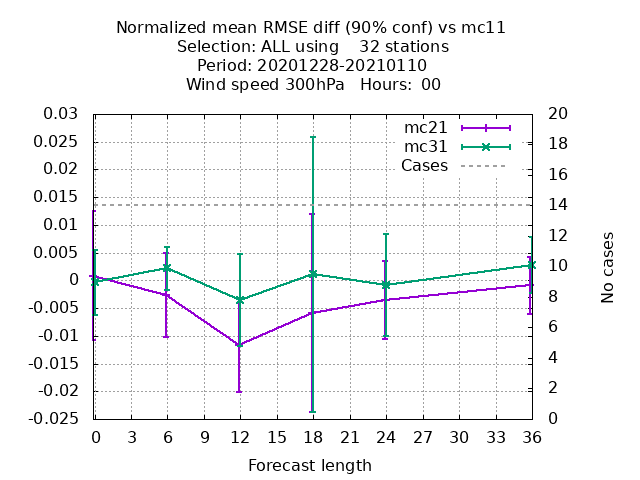 Normalized mean RMSE diff (90% conf) vs mc11
Selection: ALL using    32 stations
Period: 20201228-20210110
Wind speed 300hPa   Hours:  00
mc21
mc31
Cases
0.03
0.025
0.02
0.015
0.01
0.005
0
-0.005
-0.01
-0.015
-0.02
-0.025
20
18
16
14
12
10
8
6
4
2
0
No cases
0 3 6 9 12 15 18 21 24 27 30 33 36
Forecast length